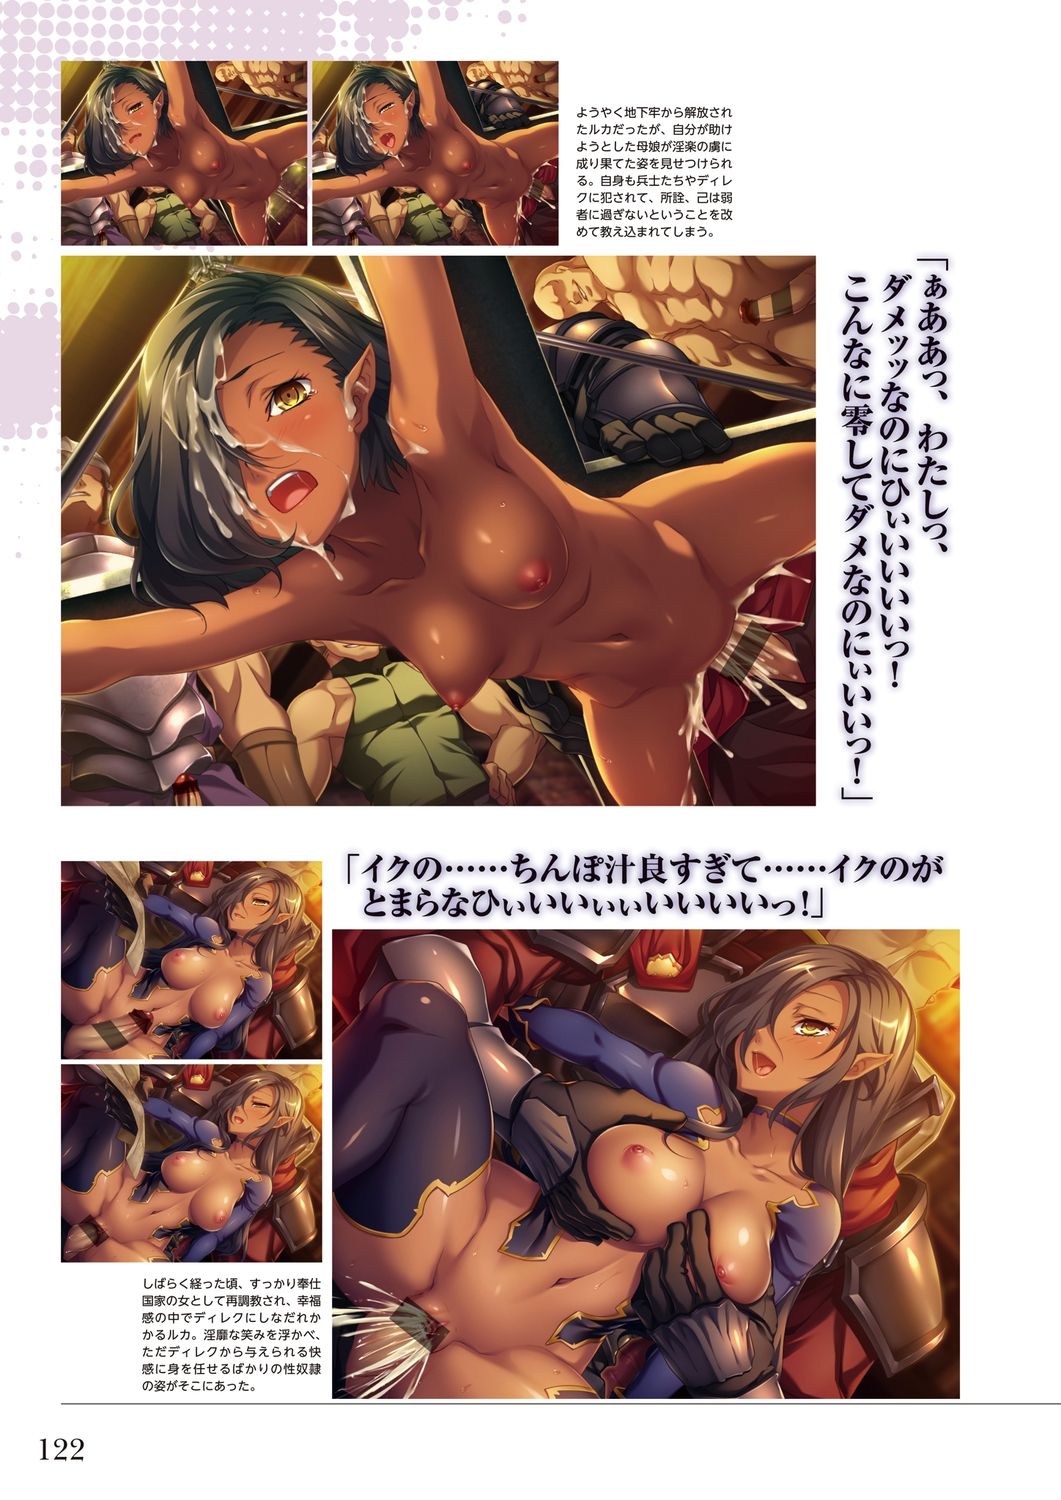 ようやく地下牢から解放され
たルカだったが、自分が助け
ようとした母娘が淫楽の虜に
成り果てた姿を見せつけられ
る。自身も兵士たちやディレ
クに犯されて、所詮、己は弱
者に過ぎないということを改
めて教え込まれてしまう。
「ぁああっ、わたしっ、
ダメッッなのにひぃいいいいっ！
こんなに零してダメなのにぃいいっ！」
「イクの……ちんぽ汁良すぎて……イクのが
とまらなひぃいいぃぃいいいいっ！」
しばらく経った頃、すっかり奉仕
国家の女として再調教され、幸福
感の中でディレクにしなだれか
かるルカ。淫靡な笑みを浮かべ、
ただディレクから与えられる快
感に身を任せるばかりの性奴隷
の姿がそこにあった。
122